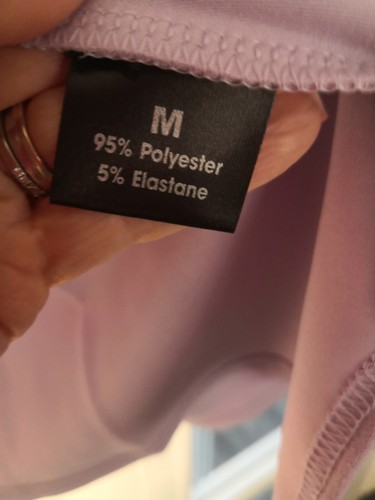 M
95% Polyester
5% Elastane